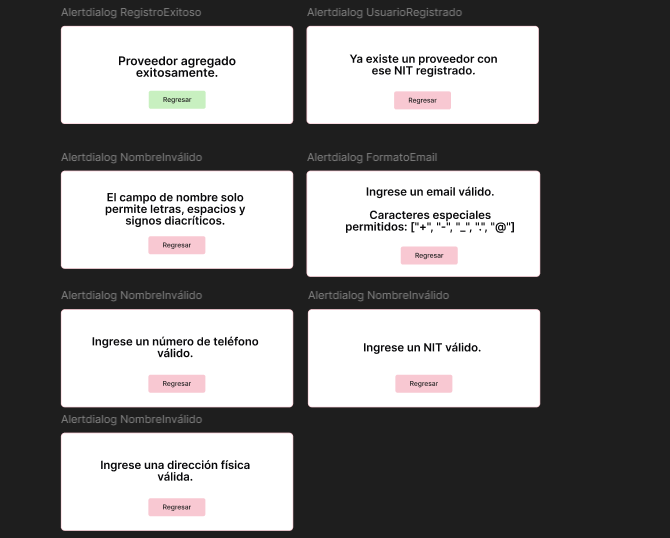 Alertdialog RegistroExitoso
Proveedor agregado
exitosamente.
Regresar
Alertdialog UsuarioRegistrado
Ya existe un proveedor con
ese NIT registrado.
Regresar
Alertdialog NombreInválido
El campo de nombre solo
permite letras, espacios y
signos diacríticos.
Regresar
Alertdialog FormatoEmail
Ingrese un email válido.
Caracteres especiales
permitidos: ["+", "-", "_", ".", "@"]
Regresar
Alertdialog NombreInválido
Ingrese un número de teléfono
válido.
Regresar
Alertdialog NombreInválido
Ingrese un NIT válido.
Regresar
Alertdialog NombreInválido
Ingrese una dirección física
válida.
Regresar